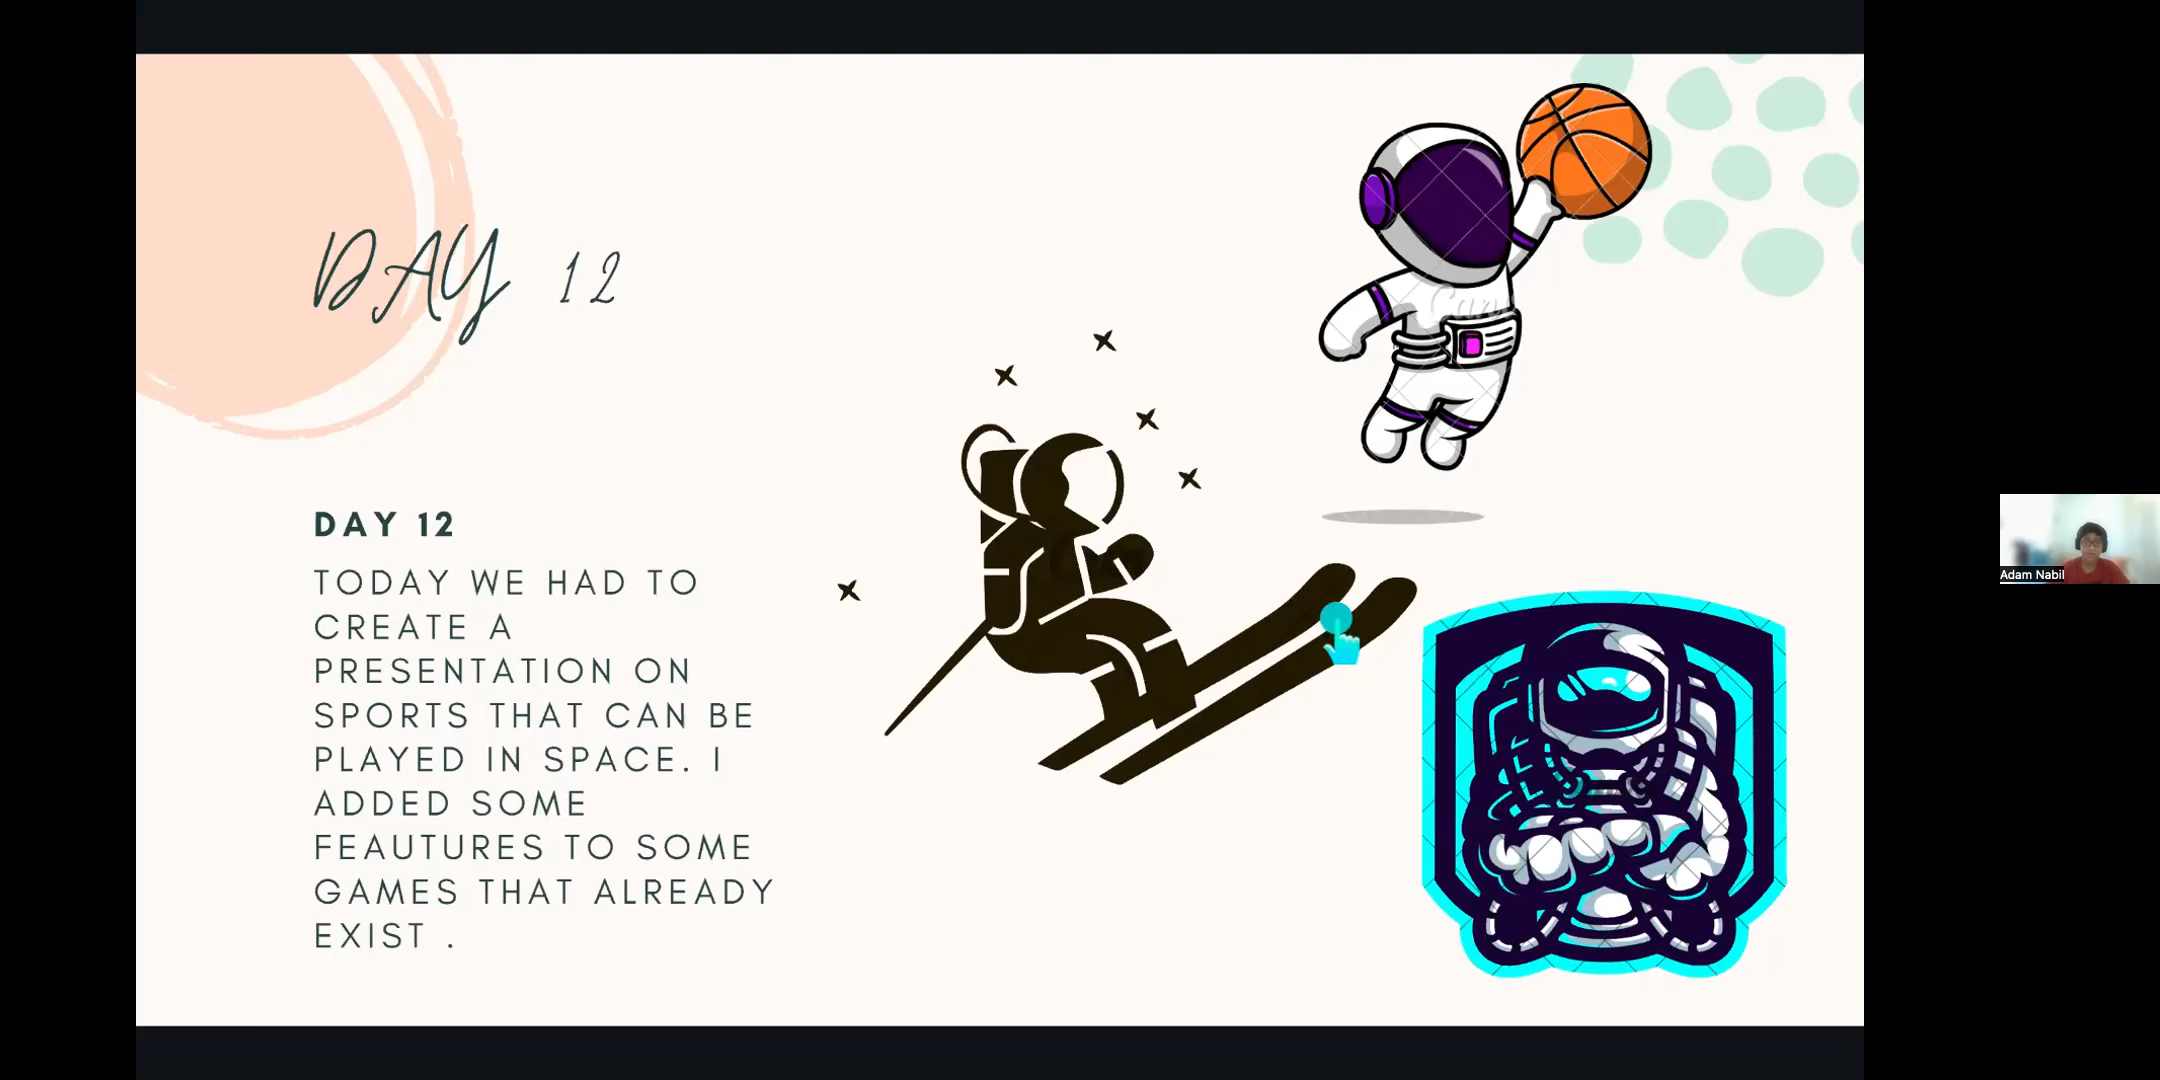 DAY 12
DAY 12
TODAY WE HAD TO
CREATE A
PRESENTATION ON
SPORTS THAT CAN BE
PLAYED IN SPACE. I
ADDED SOME
FEAUTURES TO SOME
GAMES THAT ALREADY
EXIST .
Adam Nabil